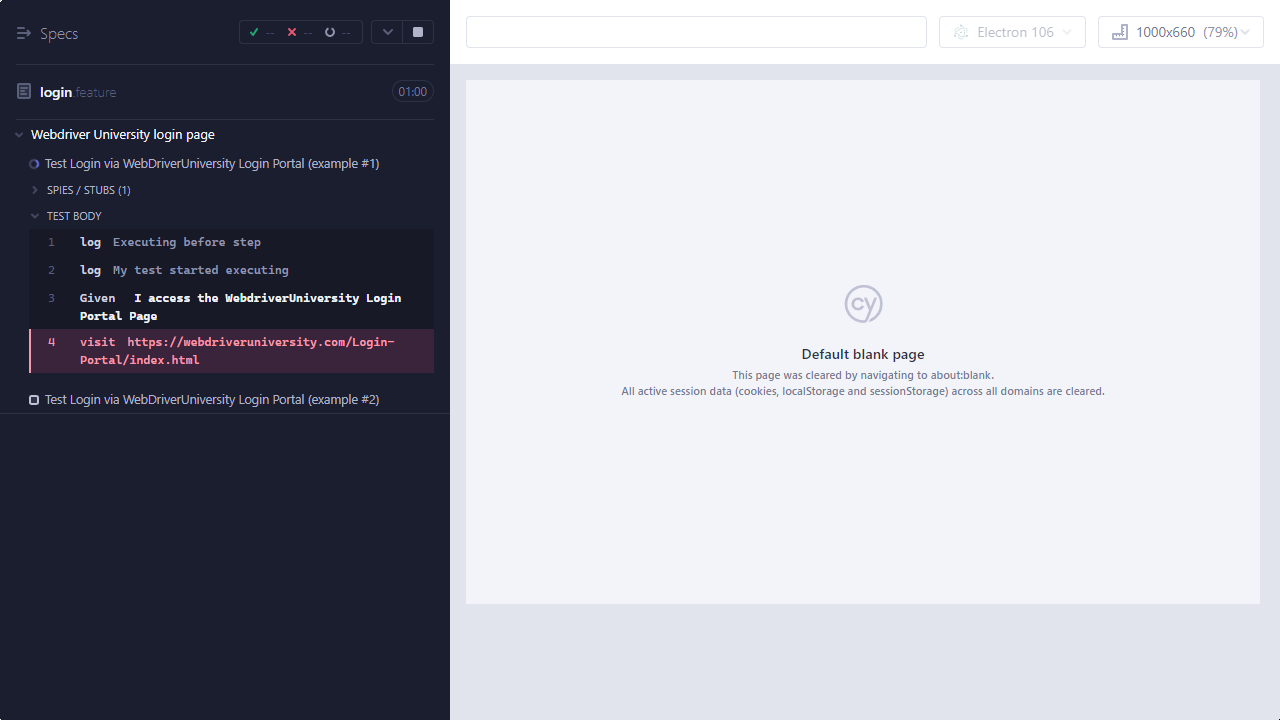 Specs
-- -- --
login.feature
01:00
Webdriver University login page
Test Login via WebDriverUniversity Login Portal (example #1)
SPIES / STUBS (1)
TEST BODY
1 log Executing before step
2 log My test started executing
3 Given I access the WebdriverUniversity Login
Portal Page
4 visit https://webdriveruniversity.com/Login-
Portal/index.html
Test Login via WebDriverUniversity Login Portal (example #2)
Electron 106
1000x660 (79%)
cy
Default blank page
This page was cleared by navigating to about:blank.
All active session data (cookies, localStorage and sessionStorage) across all domains are cleared.